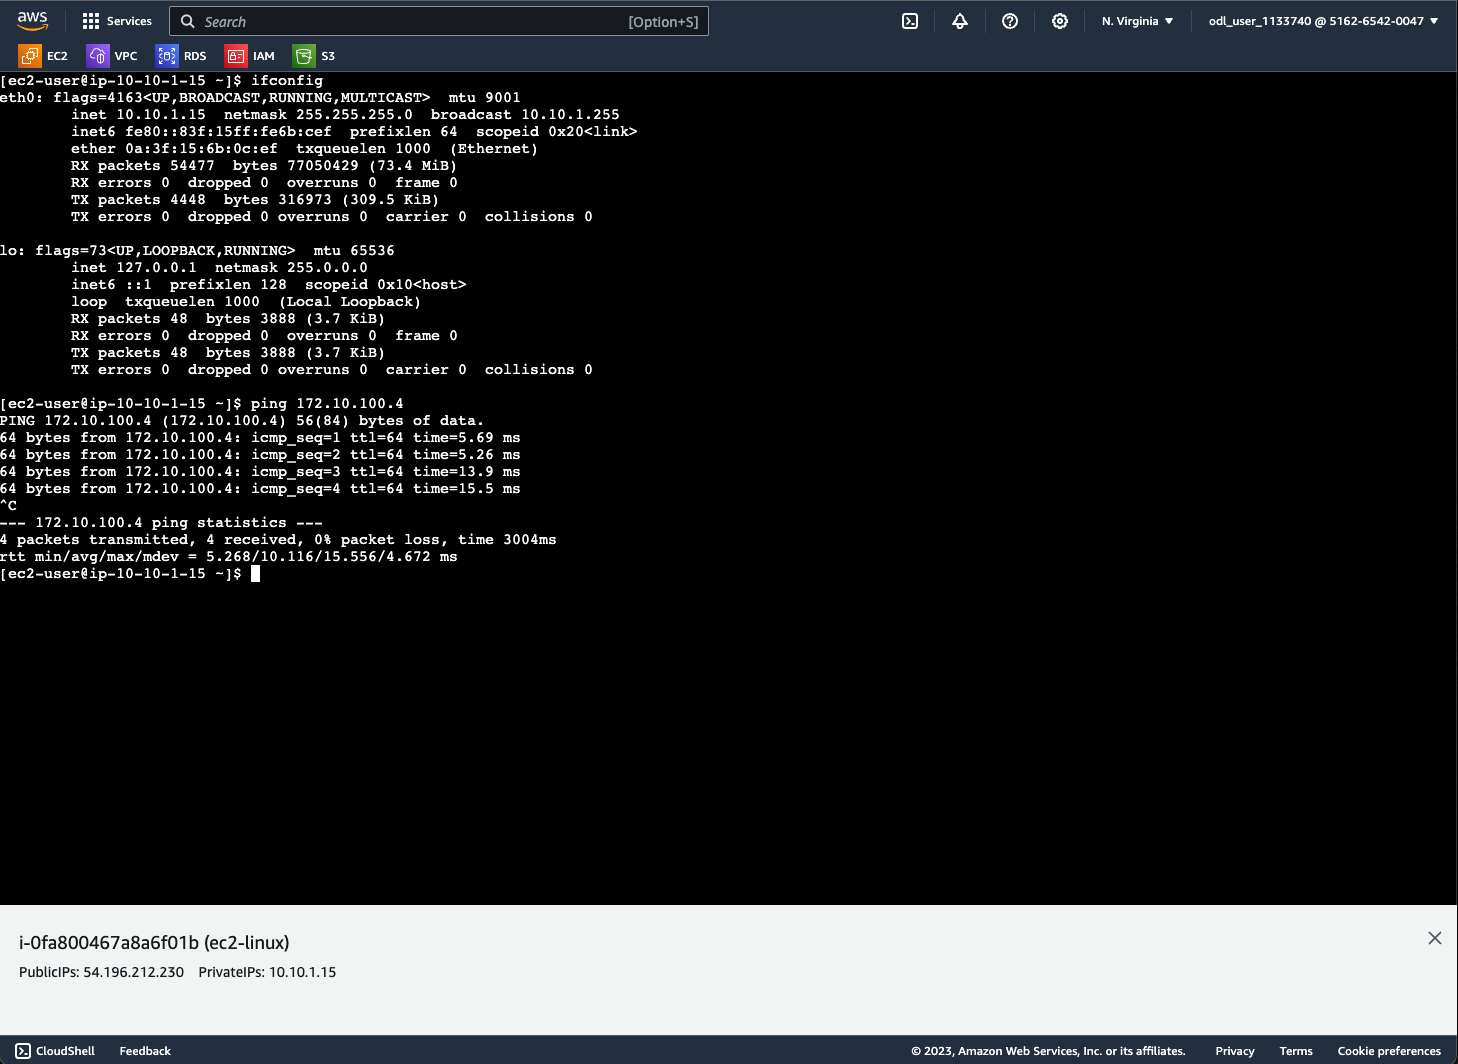 aws Services Search [Option+S] N. Virginia odl_user_1133740 @ 5162-6542-0047
EC2 VPC RDS IAM S3
[ec2-user@ip-10-10-1-15 ~]$ ifconfig
eth0: flags=4163<UP,BROADCAST,RUNNING,MULTICAST>  mtu 9001
        inet 10.10.1.15  netmask 255.255.255.0  broadcast 10.10.1.255
        inet6 fe80::83f:15ff:fe6b:cef  prefixlen 64  scopeid 0x20<link>
        ether 0a:3f:15:6b:0c:ef  txqueuelen 1000  (Ethernet)
        RX packets 54477  bytes 77050429 (73.4 MiB)
        RX errors 0  dropped 0  overruns 0  frame 0
        TX packets 4448  bytes 316973 (309.5 KiB)
        TX errors 0  dropped 0 overruns 0  carrier 0  collisions 0
lo: flags=73<UP,LOOPBACK,RUNNING>  mtu 65536
        inet 127.0.0.1  netmask 255.0.0.0
        inet6 ::1  prefixlen 128  scopeid 0x10<host>
        loop  txqueuelen 1000  (Local Loopback)
        RX packets 48  bytes 3888 (3.7 KiB)
        RX errors 0  dropped 0  overruns 0  frame 0
        TX packets 48  bytes 3888 (3.7 KiB)
        TX errors 0  dropped 0 overruns 0  carrier 0  collisions 0
[ec2-user@ip-10-10-1-15 ~]$ ping 172.10.100.4
PING 172.10.100.4 (172.10.100.4) 56(84) bytes of data.
64 bytes from 172.10.100.4: icmp_seq=1 ttl=64 time=5.69 ms
64 bytes from 172.10.100.4: icmp_seq=2 ttl=64 time=5.26 ms
64 bytes from 172.10.100.4: icmp_seq=3 ttl=64 time=13.9 ms
64 bytes from 172.10.100.4: icmp_seq=4 ttl=64 time=15.5 ms
^C
--- 172.10.100.4 ping statistics ---
4 packets transmitted, 4 received, 0% packet loss, time 3004ms
rtt min/avg/max/mdev = 5.268/10.116/15.556/4.672 ms
[ec2-user@ip-10-10-1-15 ~]$
i-0fa800467a8a6f01b (ec2-linux)
PublicIPs: 54.196.212.230 PrivateIPs: 10.10.1.15
CloudShell Feedback © 2023, Amazon Web Services, Inc. or its affiliates. Privacy Terms Cookie preferences